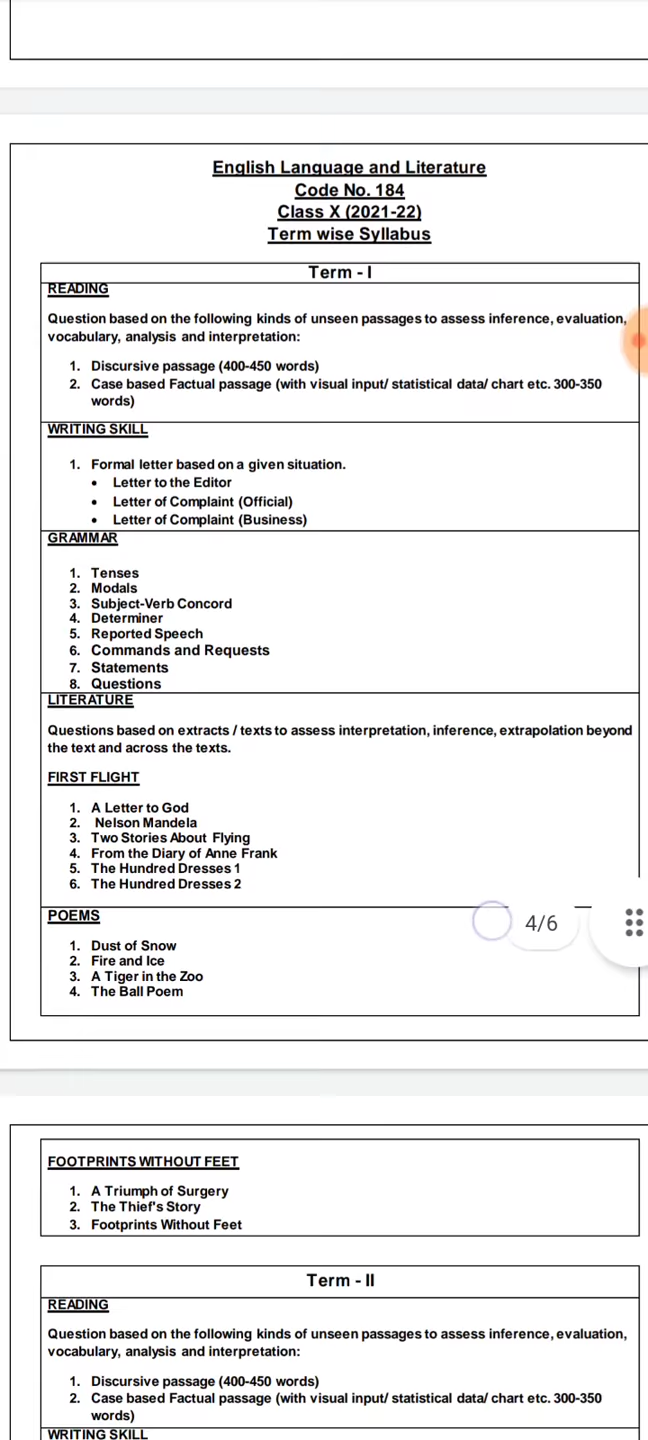 English Language and Literature
Code No. 184
Class X (2021-22)
Term wise Syllabus
Term - I
READING
Question based on the following kinds of unseen passages to assess inference, evaluation,
vocabulary, analysis and interpretation:
1. Discursive passage (400-450 words)
2. Case based Factual passage (with visual input/ statistical data/ chart etc. 300-350
words)
WRITING SKILL
1. Formal letter based on a given situation.
• Letter to the Editor
• Letter of Complaint (Official)
• Letter of Complaint (Business)
GRAMMAR
1. Tenses
2. Modals
3. Subject-Verb Concord
4. Determiner
5. Reported Speech
6. Commands and Requests
7. Statements
8. Questions
LITERATURE
Questions based on extracts / texts to assess interpretation, inference, extrapolation beyond
the text and across the texts.
FIRST FLIGHT
1. A Letter to God
2. Nelson Mandela
3. Two Stories About Flying
4. From the Diary of Anne Frank
5. The Hundred Dresses 1
6. The Hundred Dresses 2
POEMS
4/6
1. Dust of Snow
2. Fire and Ice
3. A Tiger in the Zoo
4. The Ball Poem
FOOTPRINTS WITHOUT FEET
1. A Triumph of Surgery
2. The Thief's Story
3. Footprints Without Feet
Term - II
READING
Question based on the following kinds of unseen passages to assess inference, evaluation,
vocabulary, analysis and interpretation:
1. Discursive passage (400-450 words)
2. Case based Factual passage (with visual input/ statistical data/ chart etc. 300-350
words)
WRITING SKILL